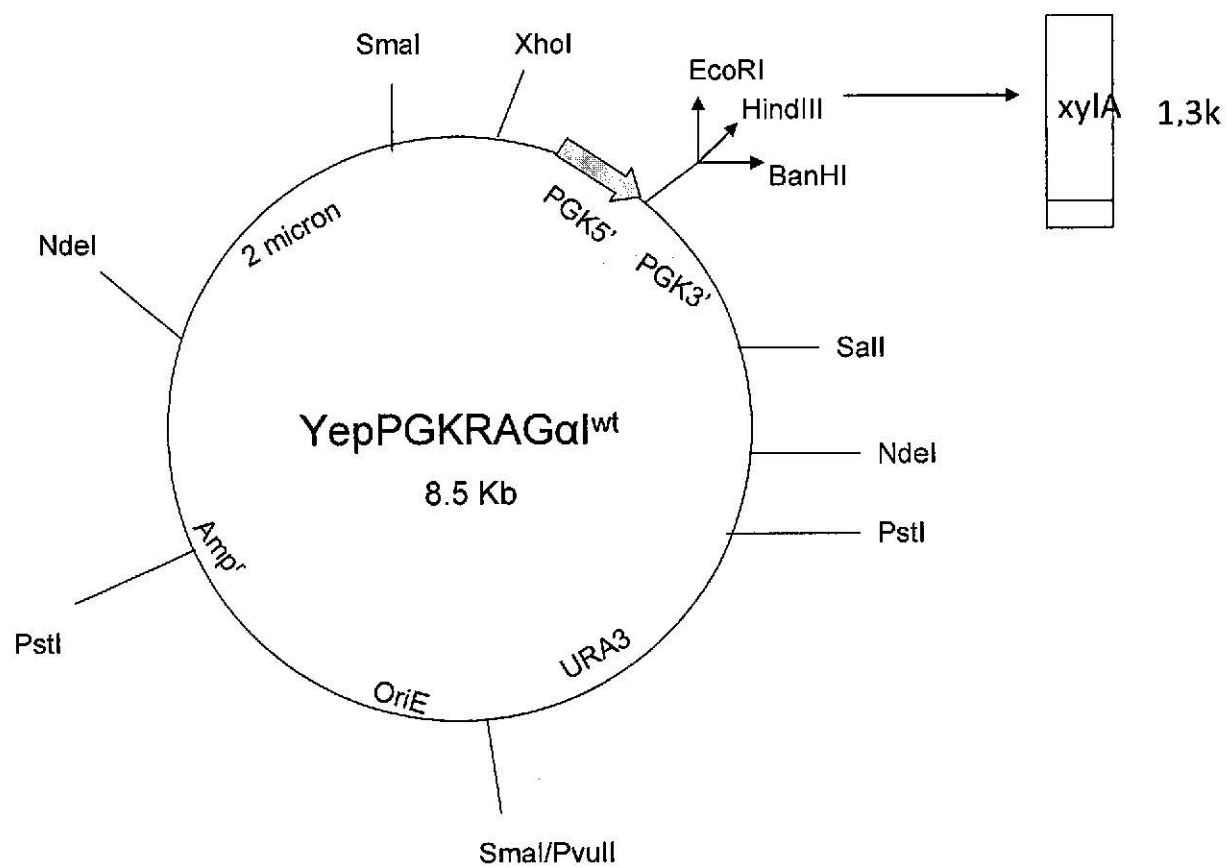 SmaI
XhoI
EcoRI
HindIII
BanHI
xylA 1,3k
PGK5'
PGK3'
2 micron
NdeI
SalI
YepPGKRAGαI^wt
8.5 Kb
NdeI
PstI
Amp^r
PstI
URA3
OriE
SmaI/PvuII